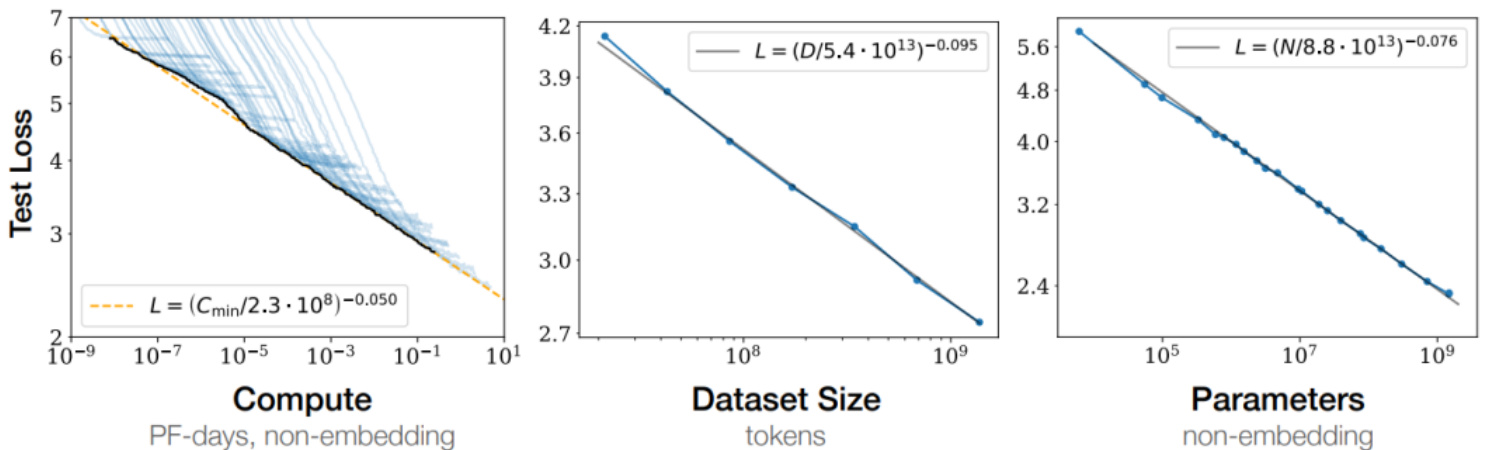 Test Loss
7
6
5
4
3
2
L = (C_min/2.3 · 10^8)^−0.050
10^−9 10^−7 10^−5 10^−3 10^−1 10^1
Compute
PF-days, non-embedding
4.2
3.9
3.6
3.3
3.0
2.7
L = (D/5.4 · 10^13)^−0.095
10^8 10^9
Dataset Size
tokens
5.6
4.8
4.0
3.2
2.4
L = (N/8.8 · 10^13)^−0.076
10^5 10^7 10^9
Parameters
non-embedding